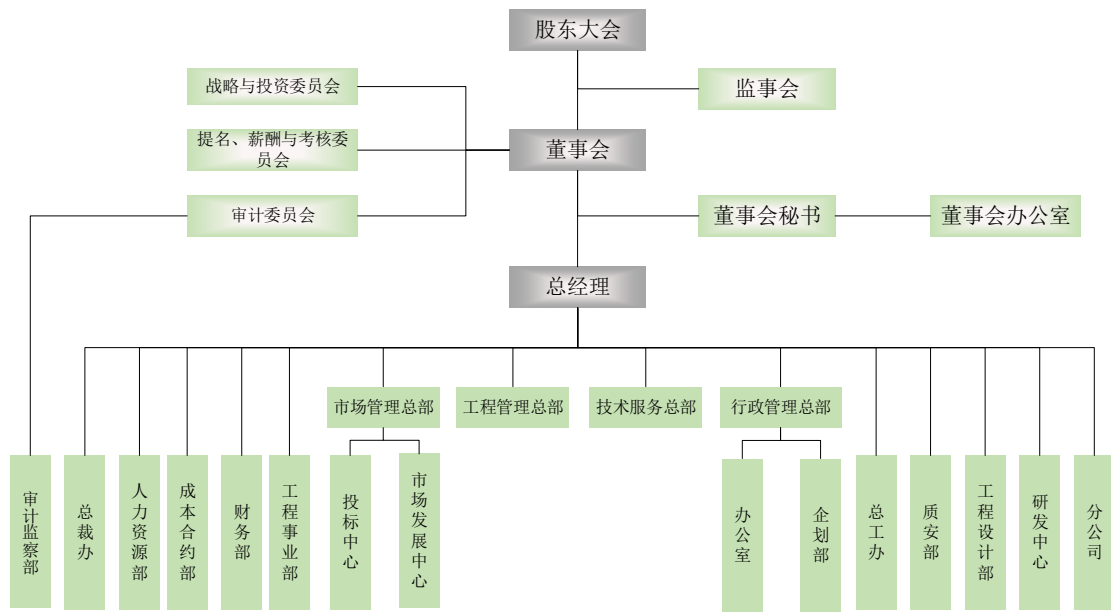 股东大会
战略与投资委员会
监事会
提名、薪酬与考核委
员会
董事会
审计委员会
董事会秘书
董事会办公室
总经理
市场管理总部
工程管理总部
技术服务总部
行政管理总部
审计监察部
总裁办
人力资源部
成本合约部
财务部
工程事业部
投标中心
市场发展中心
办公室
企划部
总工办
质安部
工程设计部
研发中心
分公司